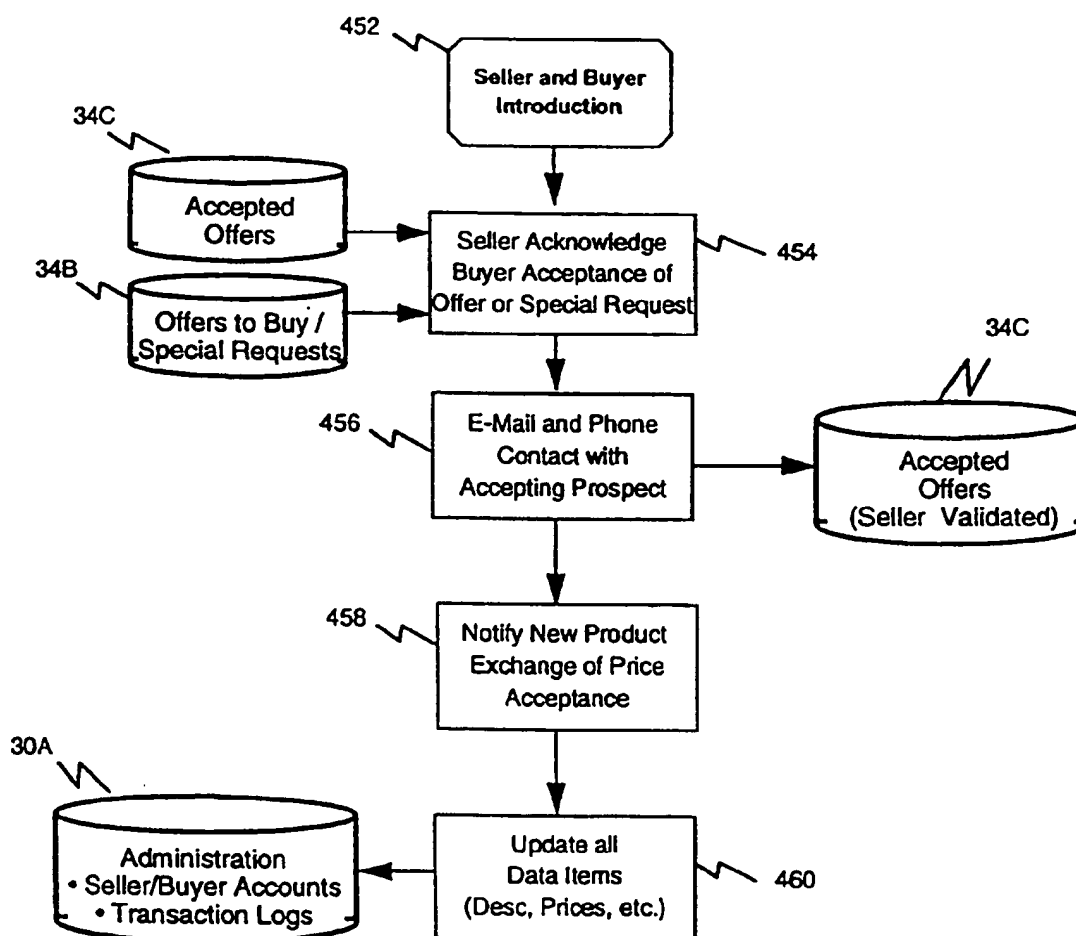 452
Seller and Buyer
Introduction
34C
Accepted
Offers
34B
Offers to Buy /
Special Requests
Seller Acknowledge
Buyer Acceptance of
Offer or Special Request
454
34C
456
E-Mail and Phone
Contact with
Accepting Prospect
Accepted
Offers
(Seller Validated)
458
Notify New Product
Exchange of Price
Acceptance
30A
Administration
• Seller/Buyer Accounts
• Transaction Logs
Update all
Data Items
(Desc, Prices, etc.)
460